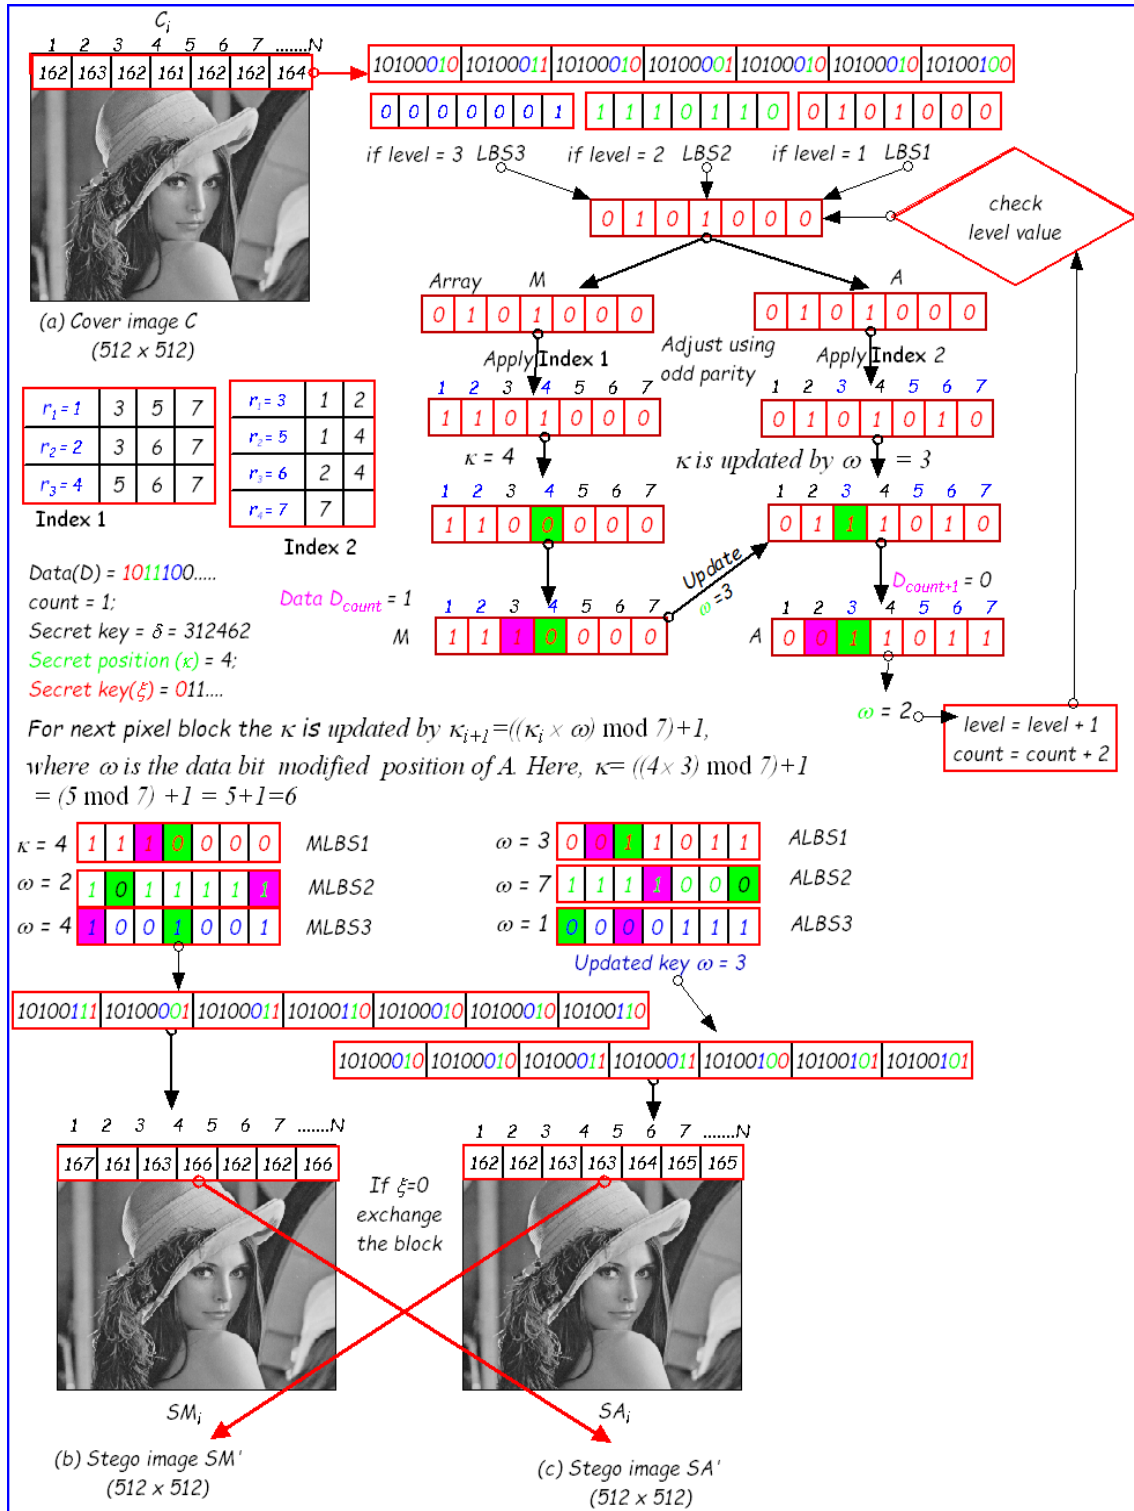 C_i
1 2 3 4 5 6 7 .......N
162 163 162 161 162 162 164
10100010 10100011 10100010 10100001 10100010 10100010 10100100
0 0 0 0 0 0 1
1 1 1 0 1 1 0
0 1 0 1 0 0 0
if level = 3 LBS3 if level = 2 LBS2 if level = 1 LBS1
0 1 0 1 0 0 0
check
level value
(a) Cover image C
(512 x 512)
Array M
0 1 0 1 0 0 0
A
0 1 0 1 0 0 0
Apply Index 1
Adjust using
odd parity
Apply Index 2
1 2 3 4 5 6 7
1 1 0 1 0 0 0
1 2 3 4 5 6 7
0 1 0 1 0 1 0
κ = 4
κ is updated by ω = 3
1 2 3 4 5 6 7
1 1 0 0 0 0 0
1 2 3 4 5 6 7
0 1 1 1 0 1 0
r₁ = 1 3 5 7
r₂ = 2 3 6 7
r₃ = 4 5 6 7
Index 1
r₁ = 3 1 2
r₂ = 5 1 4
r₃ = 6 2 4
r₄ = 7 7
Index 2
Update
ω =3
Data(D) = 1011100.....
count = 1;
Secret key = δ = 312462
Secret position (κ) = 4;
Secret key(ξ) = 011....
Data D_count = 1
1 2 3 4 5 6 7
M 1 1 1 0 0 0 0
D_count+1 = 0
1 2 3 4 5 6 7
A 0 0 1 1 0 1 1
ω = 2
level = level + 1
count = count + 2
For next pixel block the κ is updated by κ_i+1 =((κ_i × ω) mod 7)+1,
where ω is the data bit modified position of A. Here, κ= ((4× 3) mod 7)+1
= (5 mod 7) +1 = 5+1=6
κ = 4 1 1 1 0 0 0 0 MLBS1
ω = 2 1 0 1 1 1 1 1 MLBS2
ω = 4 1 0 0 1 0 0 1 MLBS3
ω = 3 0 0 1 1 0 1 1 ALBS1
ω = 7 1 1 1 1 0 0 0 ALBS2
ω = 1 0 0 0 0 1 1 1 ALBS3
Updated key ω = 3
10100111 10100001 10100011 10100110 10100010 10100010 10100110
10100010 10100010 10100011 10100011 10100100 10100101 10100101
1 2 3 4 5 6 7 .......N
167 161 163 166 162 162 166
1 2 3 4 5 6 7 .......N
162 162 163 163 164 165 165
If ξ=0
exchange
the block
SM_i
SA_i
(b) Stego image SM'
(512 x 512)
(c) Stego image SA'
(512 x 512)